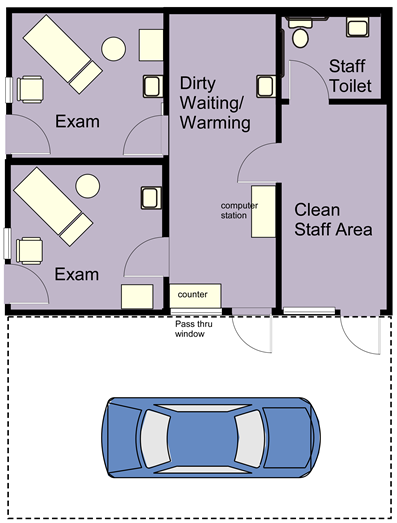 Exam
Dirty
Waiting/
Warming
Staff
Toilet
Exam
computer
station
Clean
Staff Area
counter
Pass thru
window